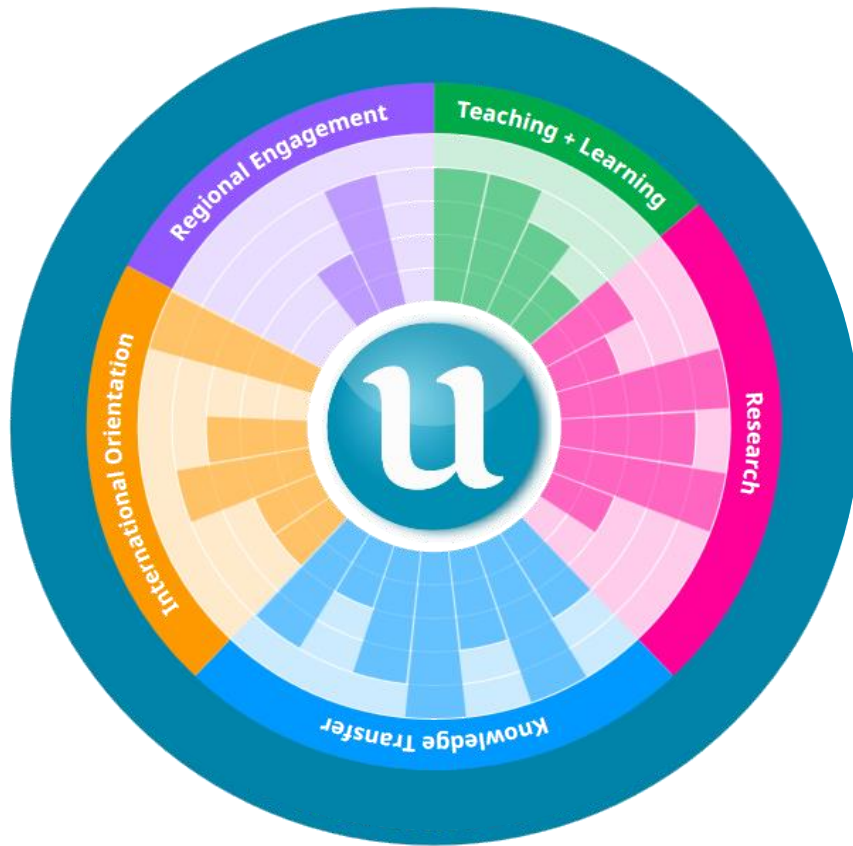 Teaching + Learning
Research
Knowledge Transfer
International Orientation
Regional Engagement
u